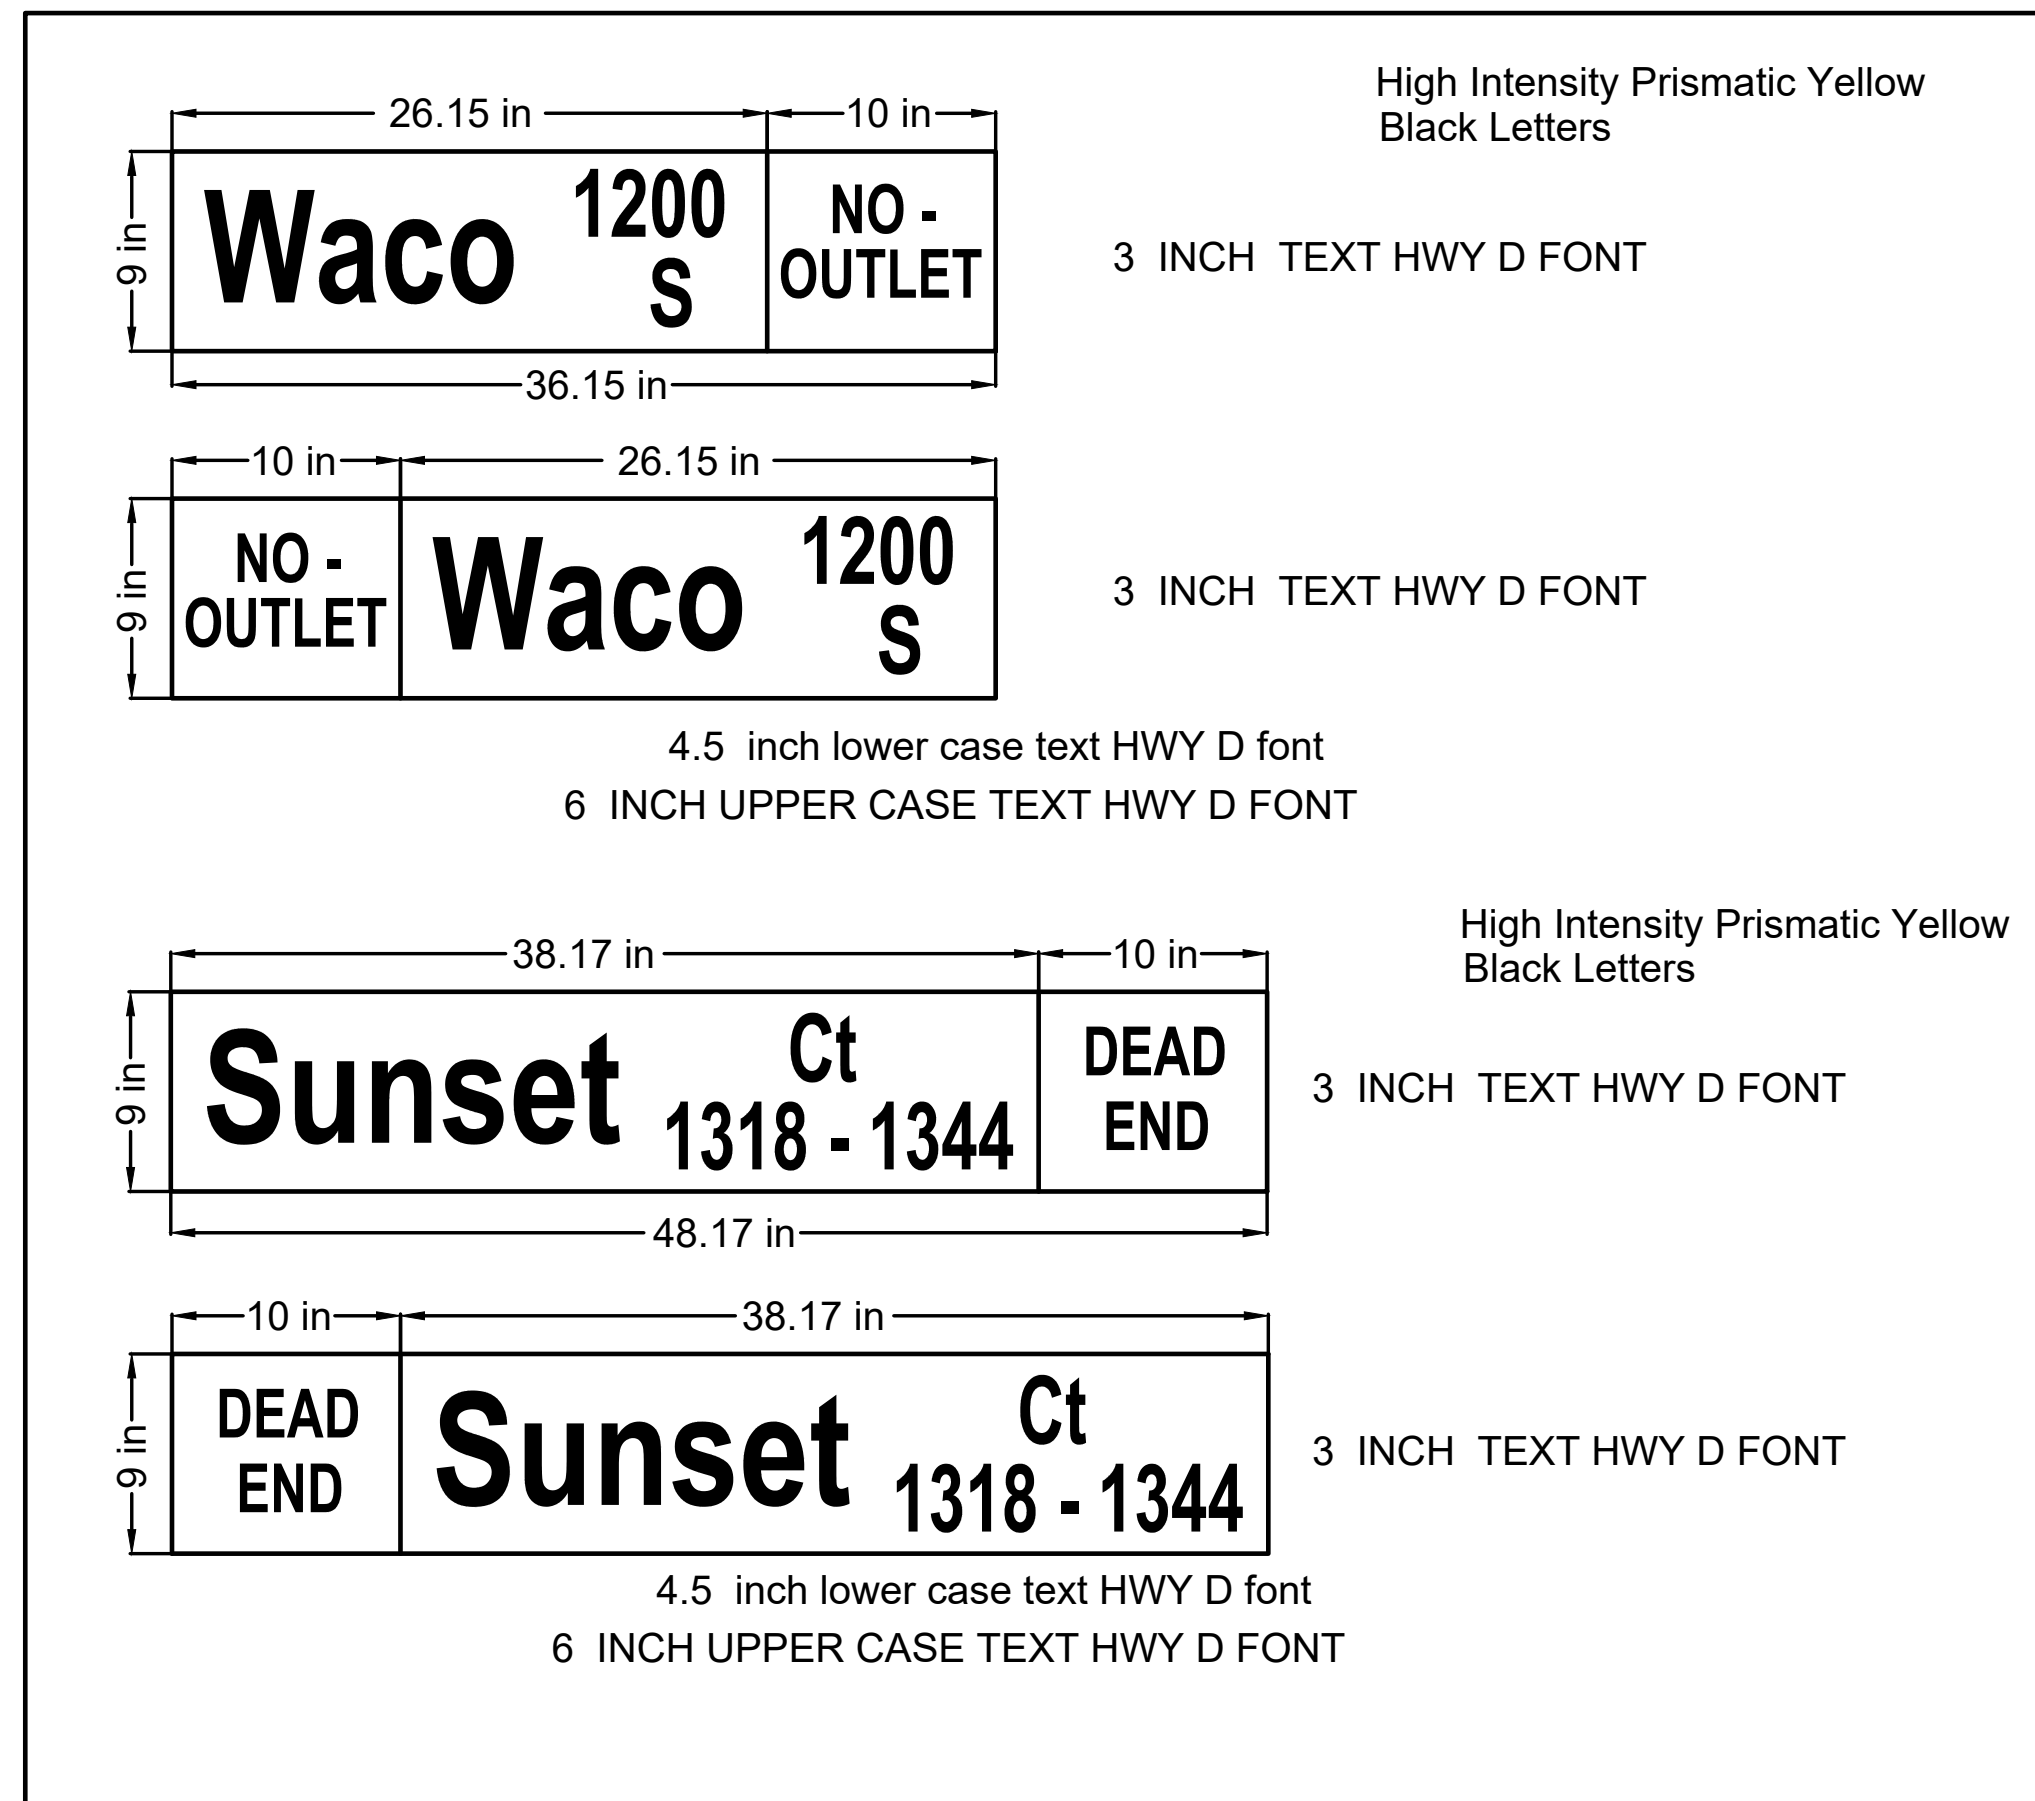 High Intensity Prismatic Yellow
Black Letters
26.15 in 10 in
9 in
Waco 1200 S
NO -
OUTLET
3 INCH TEXT HWY D FONT
36.15 in
10 in 26.15 in
9 in
NO -
OUTLET
Waco 1200 S
3 INCH TEXT HWY D FONT
4.5 inch lower case text HWY D font
6 INCH UPPER CASE TEXT HWY D FONT
High Intensity Prismatic Yellow
Black Letters
38.17 in 10 in
9 in
Sunset Ct
1318 - 1344
DEAD
END
3 INCH TEXT HWY D FONT
48.17 in
10 in 38.17 in
9 in
DEAD
END
Sunset Ct
1318 - 1344
3 INCH TEXT HWY D FONT
4.5 inch lower case text HWY D font
6 INCH UPPER CASE TEXT HWY D FONT